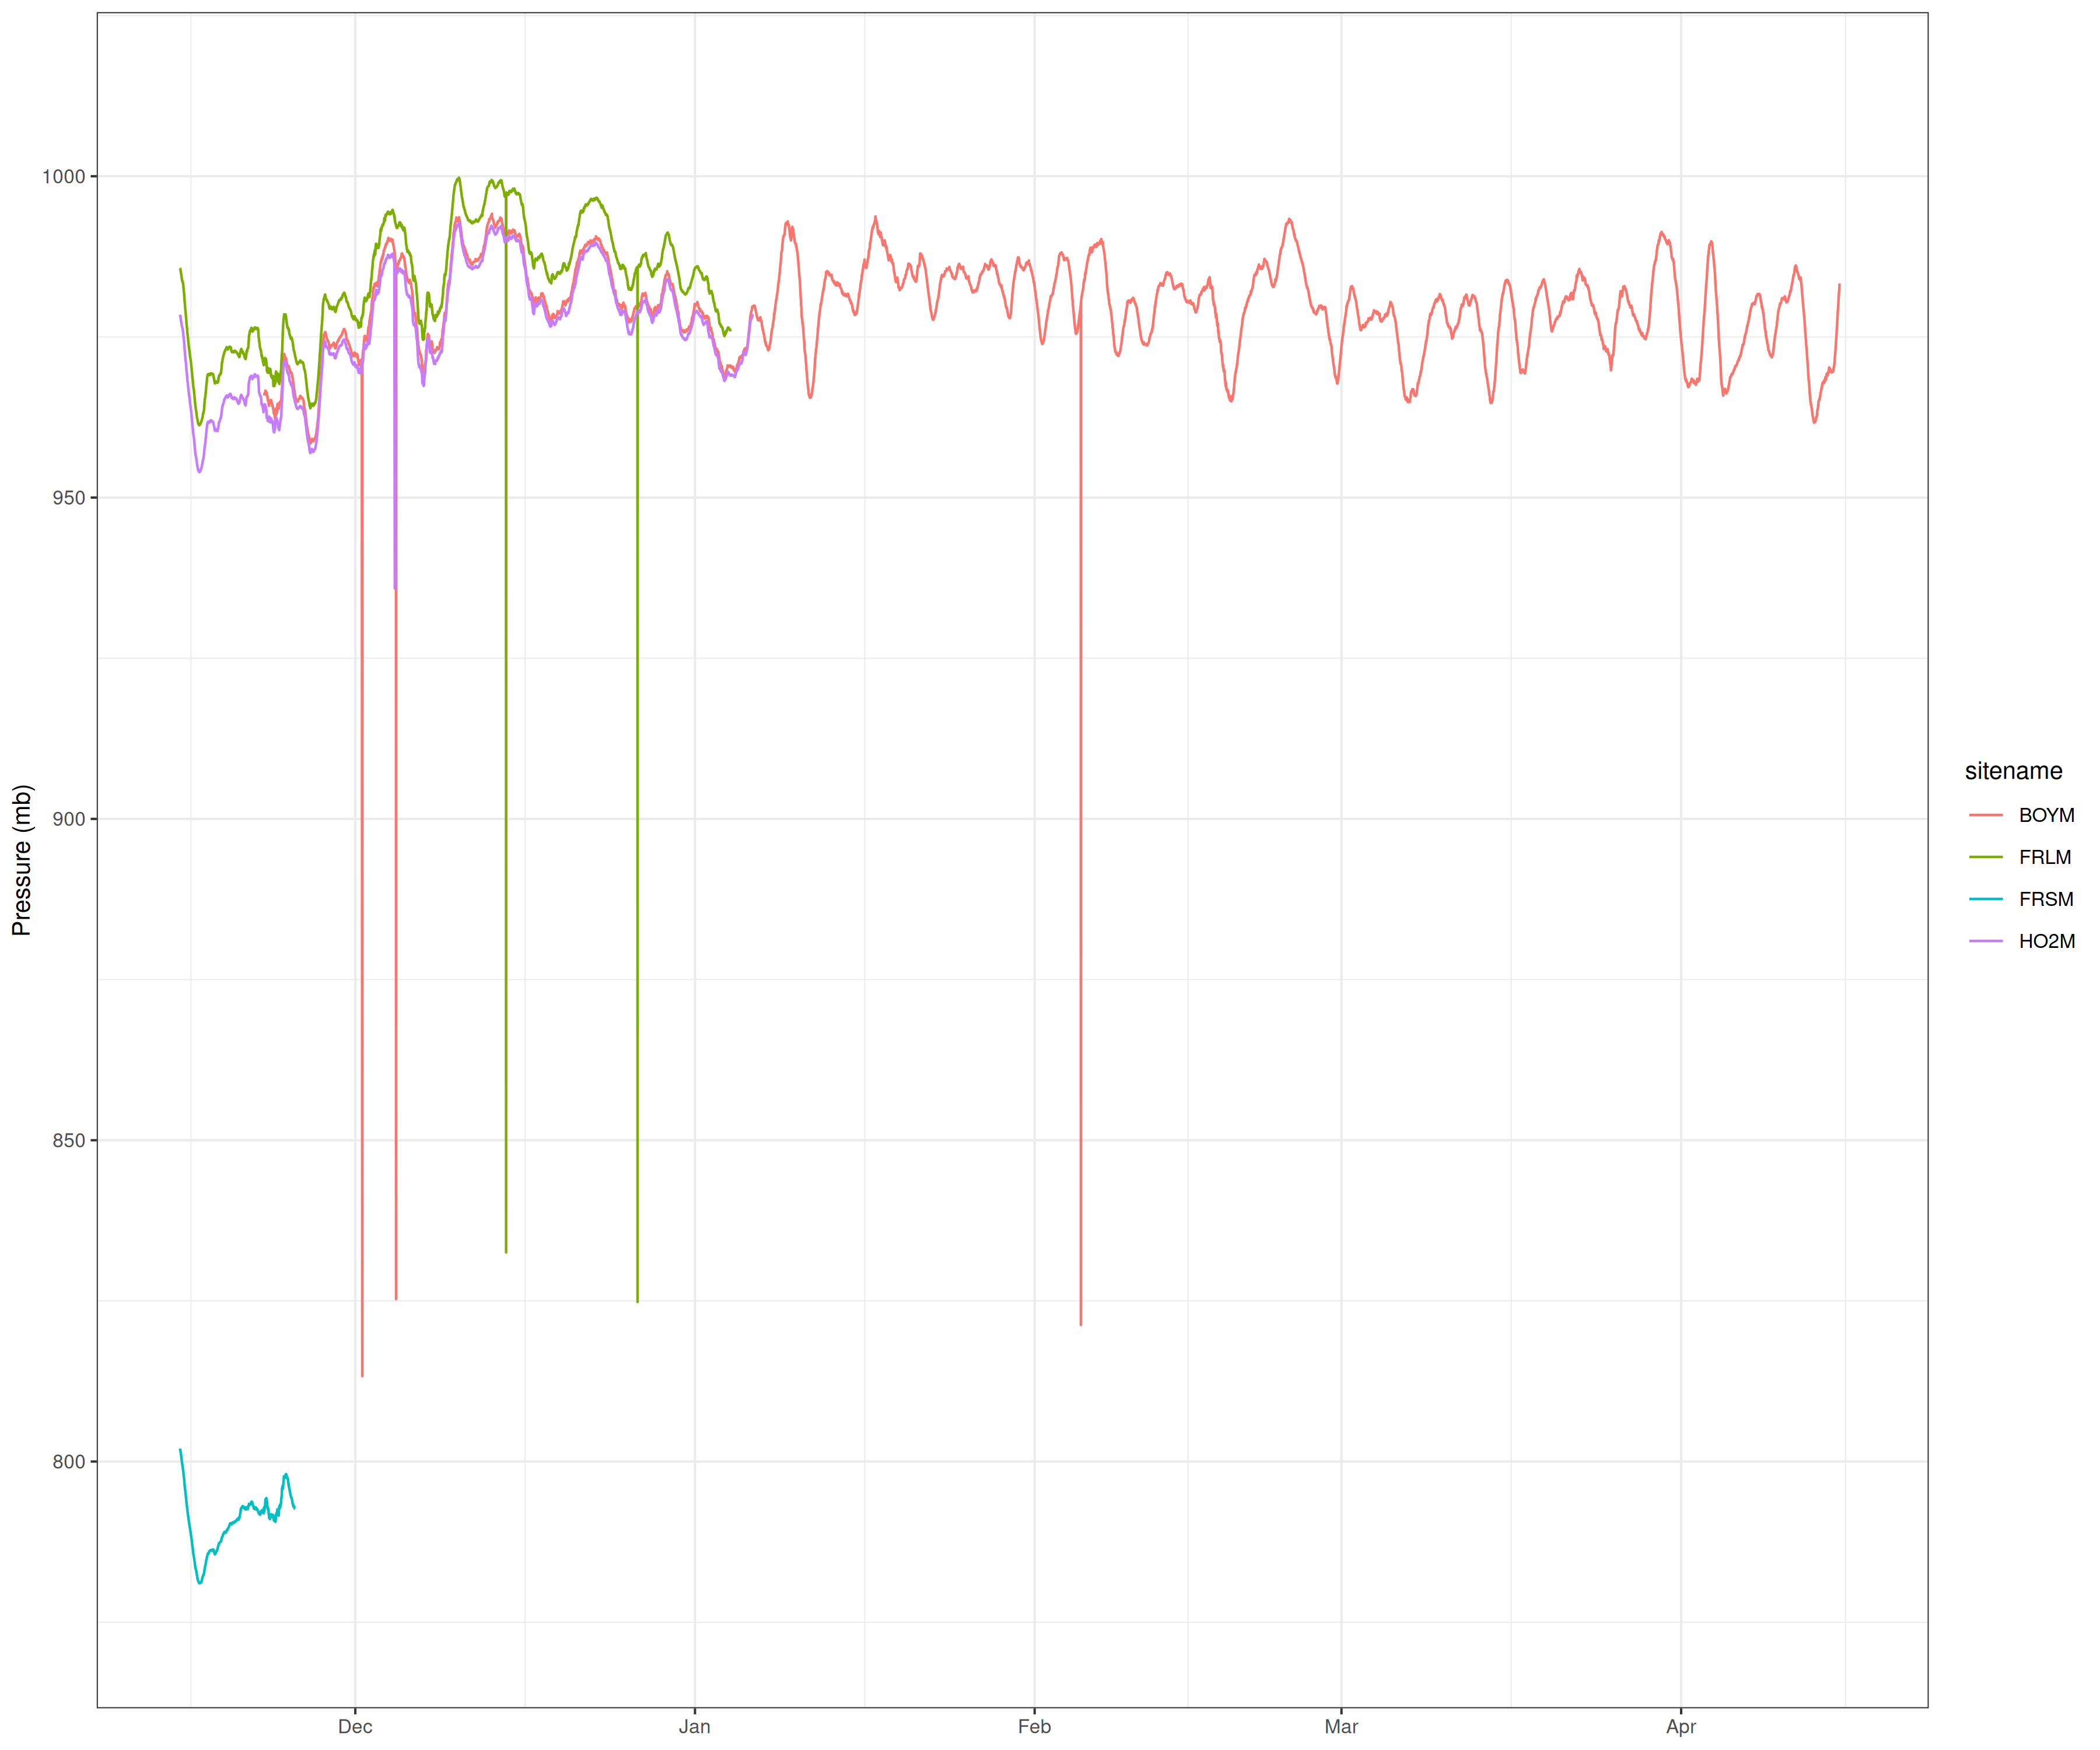 1000
950
900
850
800
Pressure (mb)
Dec
Jan
Feb
Mar
Apr
sitename
BOYM
FRLM
FRSM
HO2M